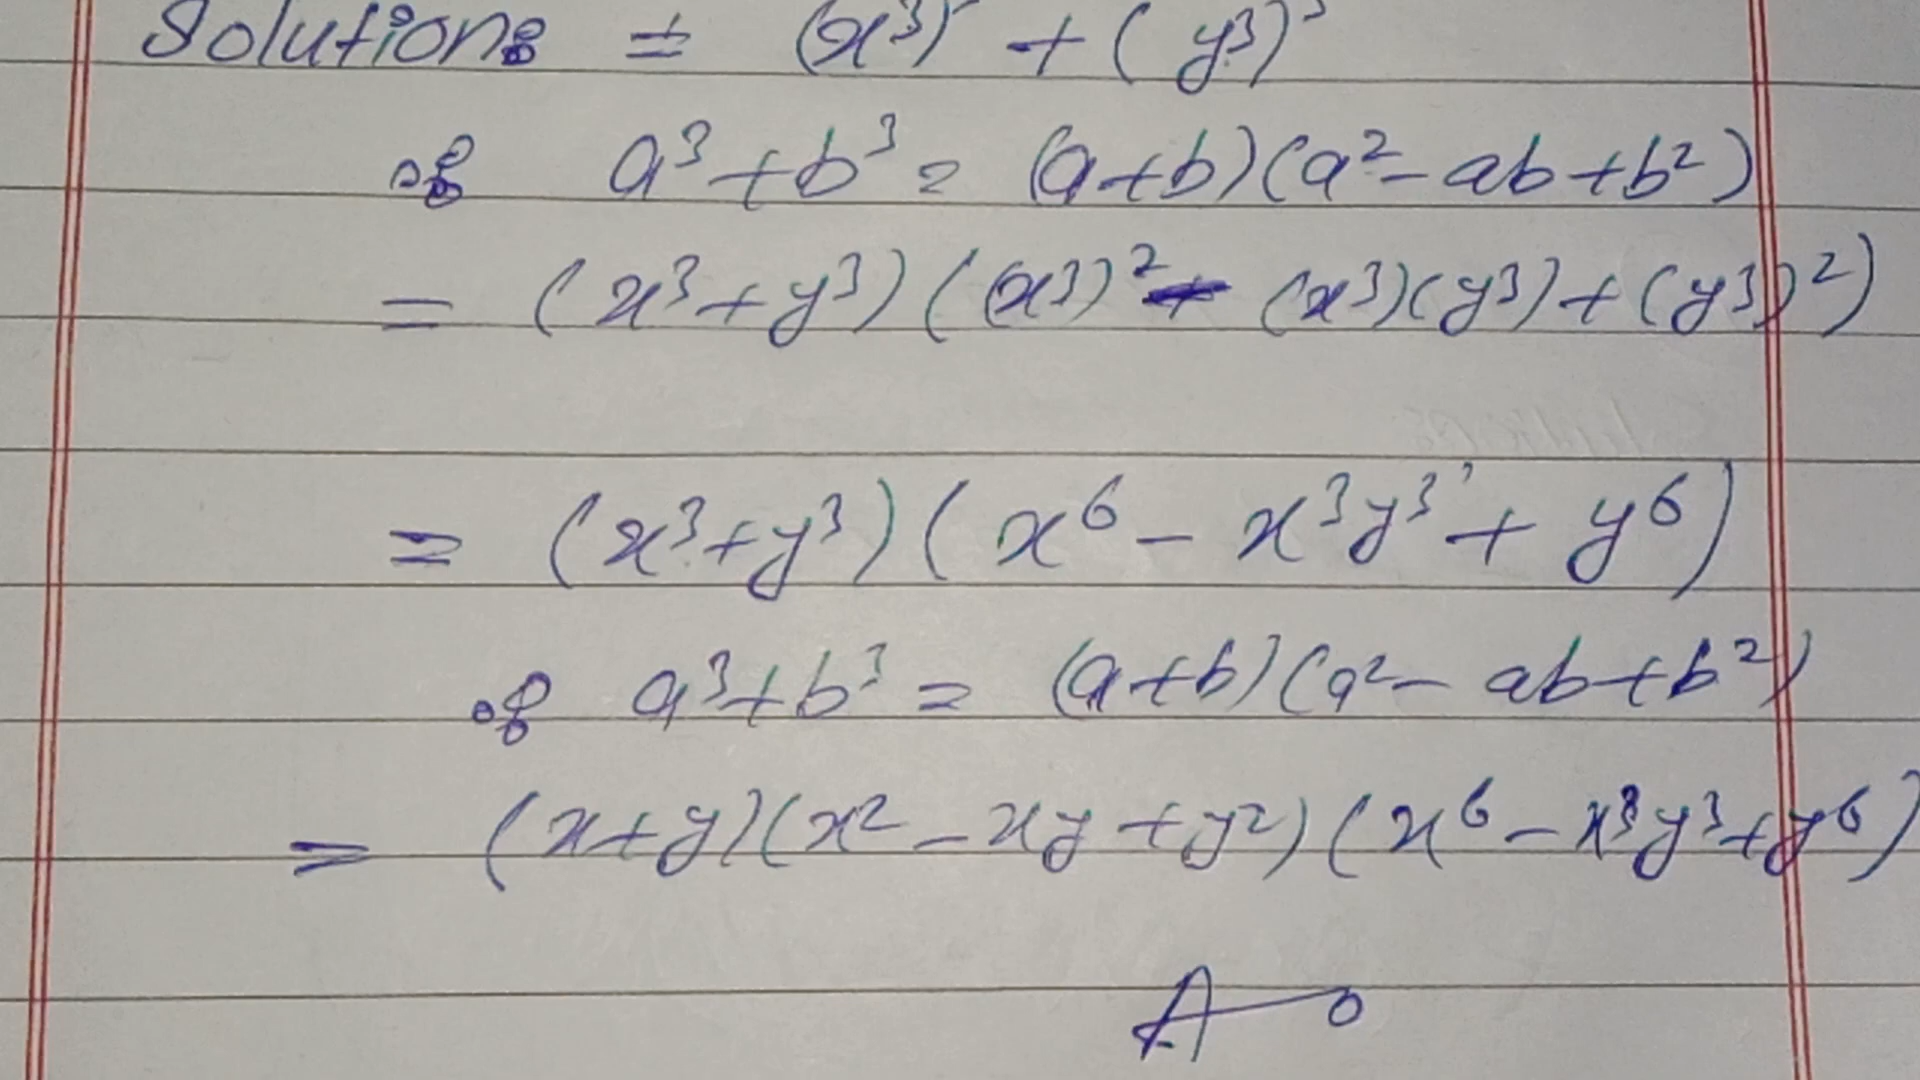 Solution: = (x³)³ + (y³)³
∴ a³+b³ = (a+b)(a²-ab+b²)
= (x³+y³)((x³)² - (x³)(y³)+(y³)²)
= (x³+y³)(x⁶ - x³y³ + y⁶)
∴ a³+b³ = (a+b)(a²-ab+b²)
= (x+y)(x²-xy+y²)(x⁶-x³y³+y⁶)